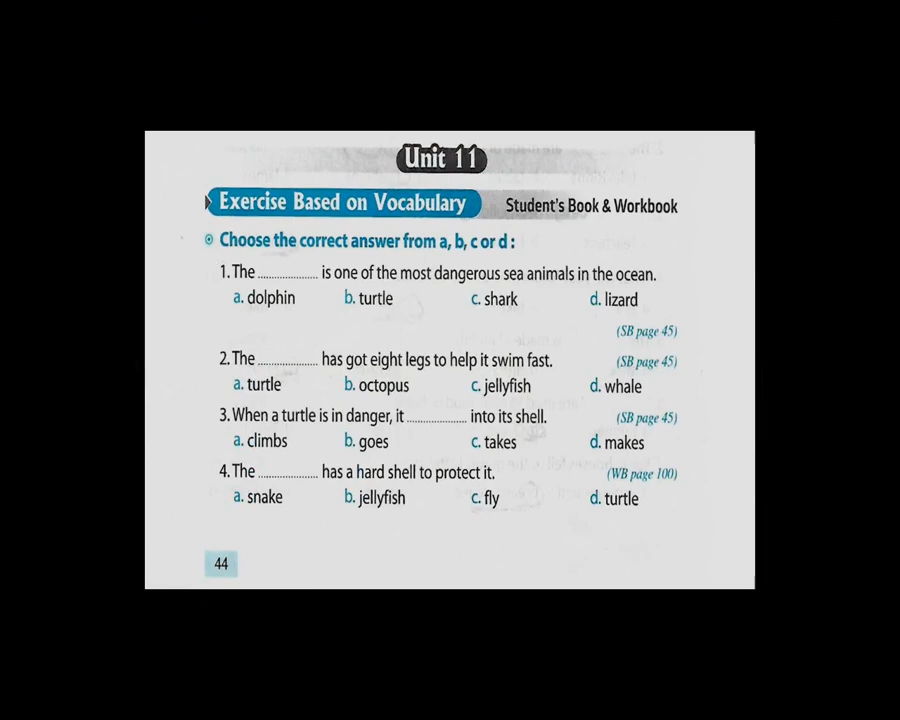 Unit 11
Exercise Based on Vocabulary Student's Book & Workbook
Choose the correct answer from a, b, c or d :
1. The .................... is one of the most dangerous sea animals in the ocean.
a. dolphin b. turtle c. shark d. lizard
(SB page 45)
2. The .................... has got eight legs to help it swim fast. (SB page 45)
a. turtle b. octopus c. jellyfish d. whale
3. When a turtle is in danger, it .................... into its shell. (SB page 45)
a. climbs b. goes c. takes d. makes
4. The .................... has a hard shell to protect it. (WB page 100)
a. snake b. jellyfish c. fly d. turtle
44